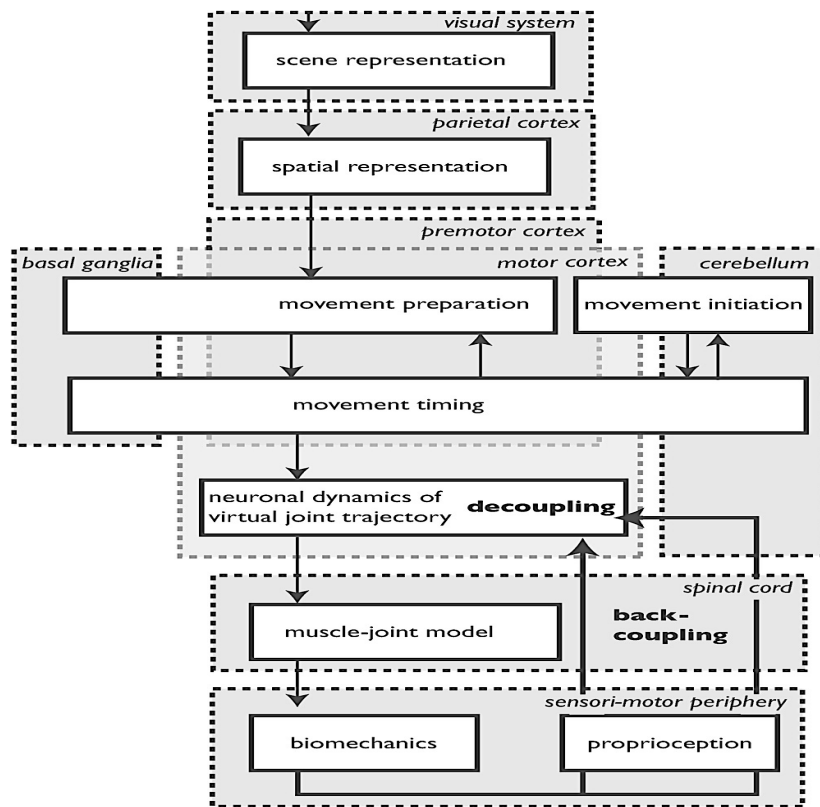 visual system
scene representation
parietal cortex
spatial representation
premotor cortex
basal ganglia
motor cortex
cerebellum
movement preparation
movement initiation
movement timing
neuronal dynamics of
virtual joint trajectory
decoupling
spinal cord
muscle-joint model
back-
coupling
sensori-motor periphery
biomechanics
proprioception